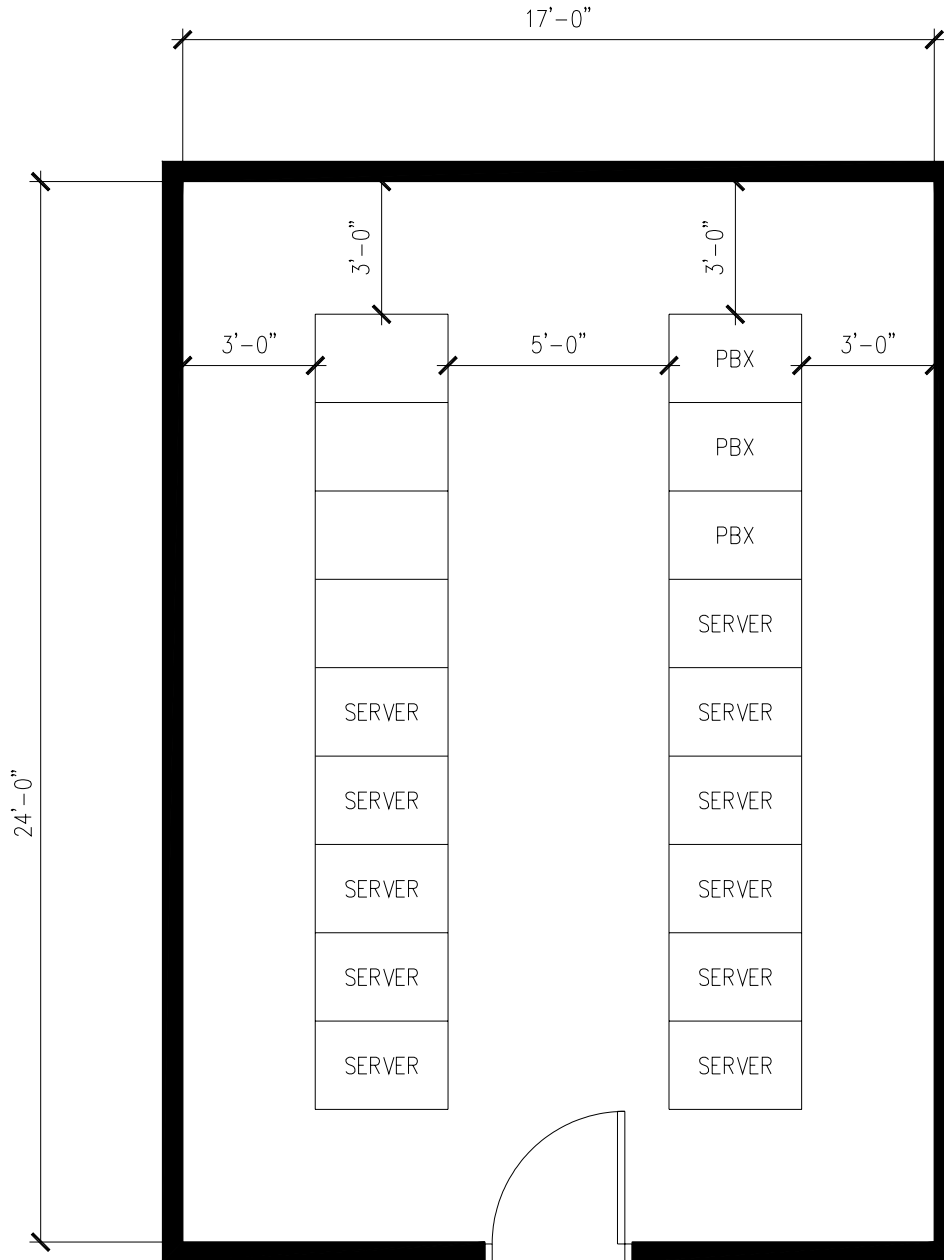 17'-0"
3'-0"
3'-0"
3'-0"
5'-0"
3'-0"
PBX
PBX
PBX
SERVER
SERVER
SERVER
24'-0"
SERVER
SERVER
SERVER
SERVER
SERVER
SERVER
SERVER
SERVER